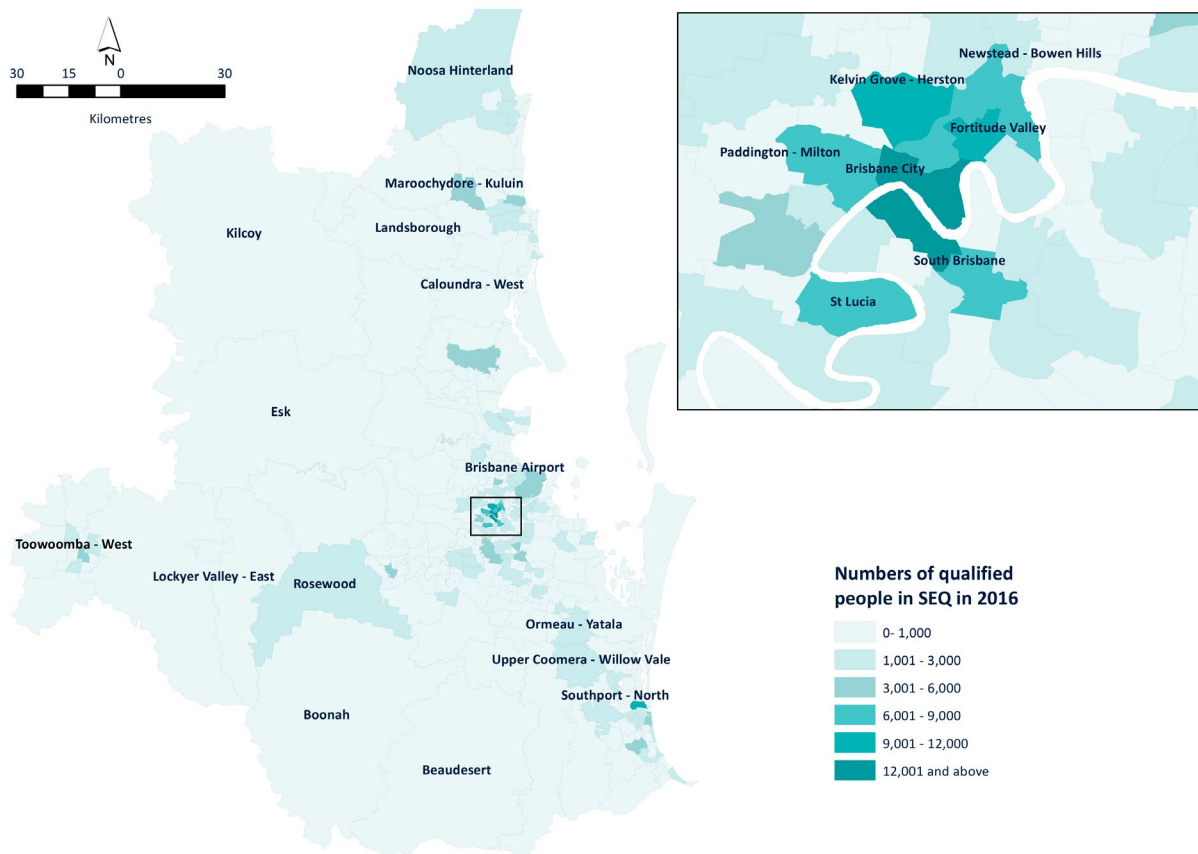 N
30 15 0 30
Kilometres
Noosa Hinterland
Maroochydore - Kuluin
Kilcoy
Landsborough
Caloundra - West
Esk
Brisbane Airport
Toowoomba - West
Lockyer Valley - East
Rosewood
Ormeau - Yatala
Upper Coomera - Willow Vale
Southport - North
Boonah
Beaudesert
Newstead - Bowen Hills
Kelvin Grove - Herston
Fortitude Valley
Paddington - Milton
Brisbane City
South Brisbane
St Lucia
Numbers of qualified
people in SEQ in 2016
0- 1,000
1,001 - 3,000
3,001 - 6,000
6,001 - 9,000
9,001 - 12,000
12,001 and above